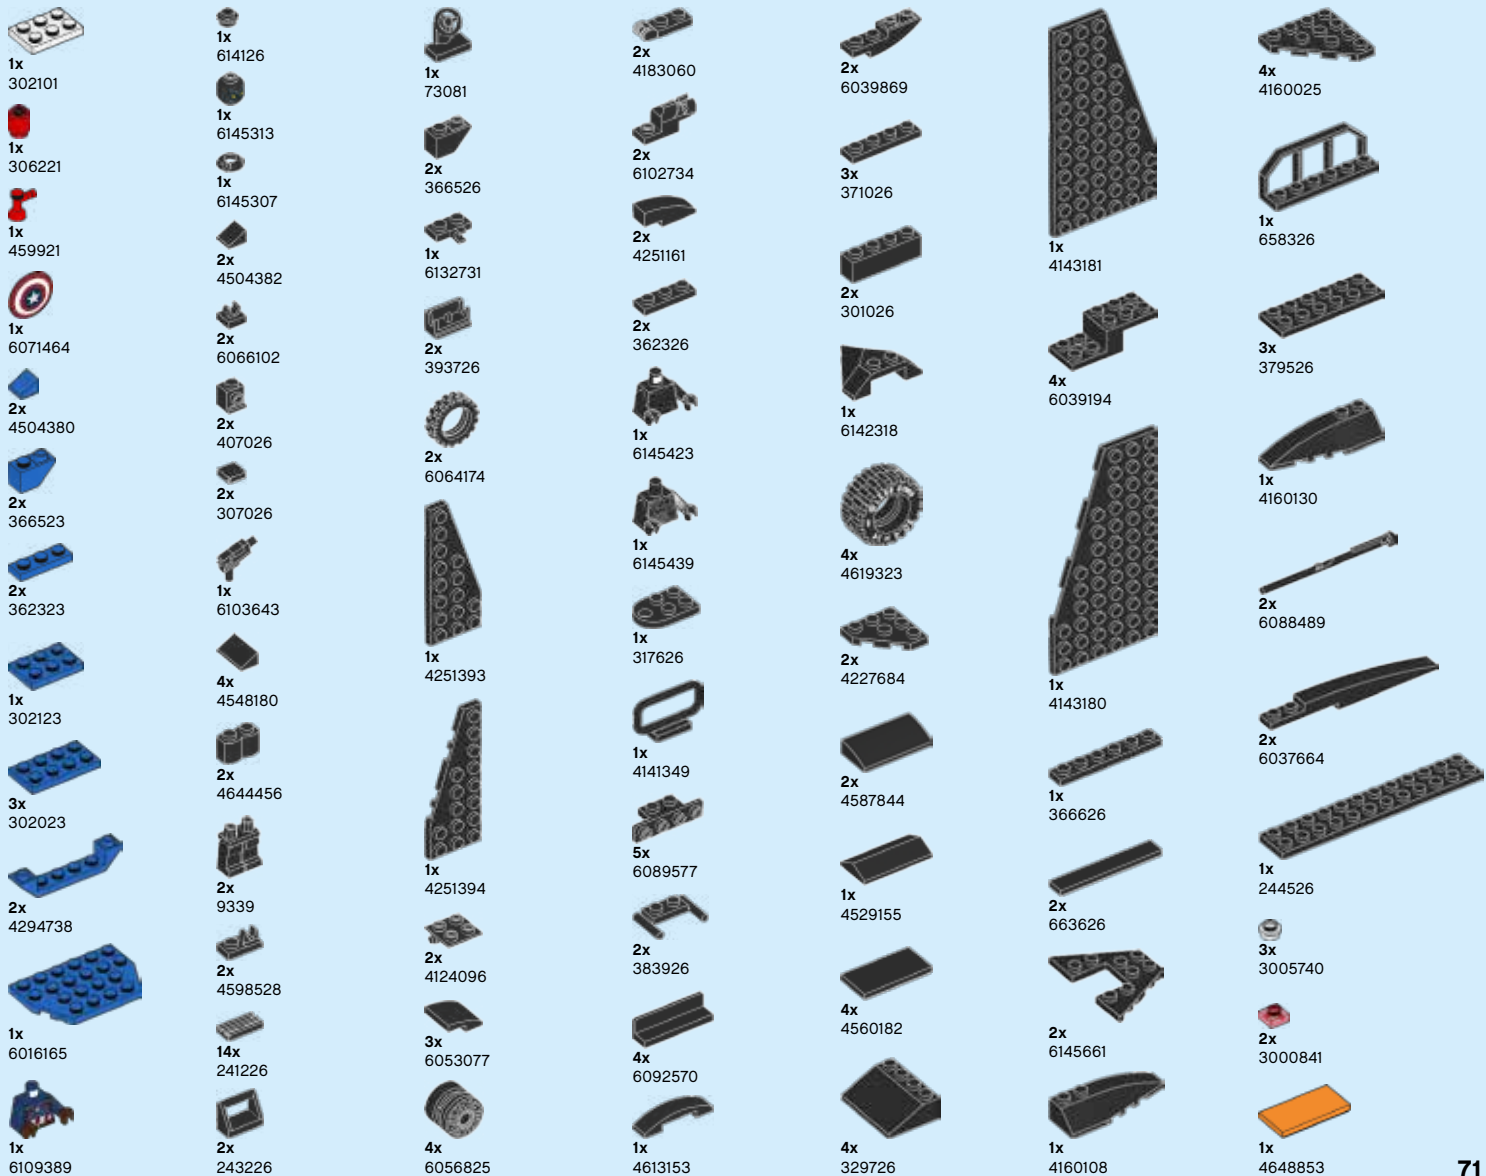 1x
302101
1x
306221
1x
459921
1x
6071464
2x
4504380
2x
366523
2x
362323
1x
302123
3x
302023
2x
4294738
1x
6016165
1x
6109389
1x
614126
1x
6145313
1x
6145307
2x
4504382
2x
6066102
2x
407026
2x
307026
1x
6103643
4x
4548180
2x
4644456
2x
9339
2x
4598528
14x
241226
2x
243226
1x
73081
2x
366526
1x
6132731
2x
393726
2x
6064174
1x
4251393
1x
4251394
2x
4124096
3x
6053077
4x
6056825
2x
4183060
2x
6102734
2x
4251161
2x
362326
1x
6145423
1x
6145439
1x
317626
1x
4141349
5x
6089577
2x
383926
4x
6092570
1x
4613153
2x
6039869
3x
371026
2x
301026
1x
6142318
4x
4619323
2x
4227684
2x
4587844
1x
4529155
4x
4560182
4x
329726
1x
4143181
4x
6039194
1x
4143180
1x
366626
2x
663626
2x
6145661
1x
4160108
4x
4160025
1x
658326
3x
379526
1x
4160130
2x
6088489
2x
6037664
1x
244526
3x
3005740
2x
3000841
1x
4648853
71